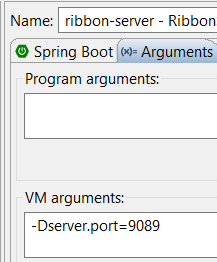 Name: ribbon-server - Ribbon
Spring Boot (x)= Arguments
Program arguments:
VM arguments:
-Dserver.port=9089